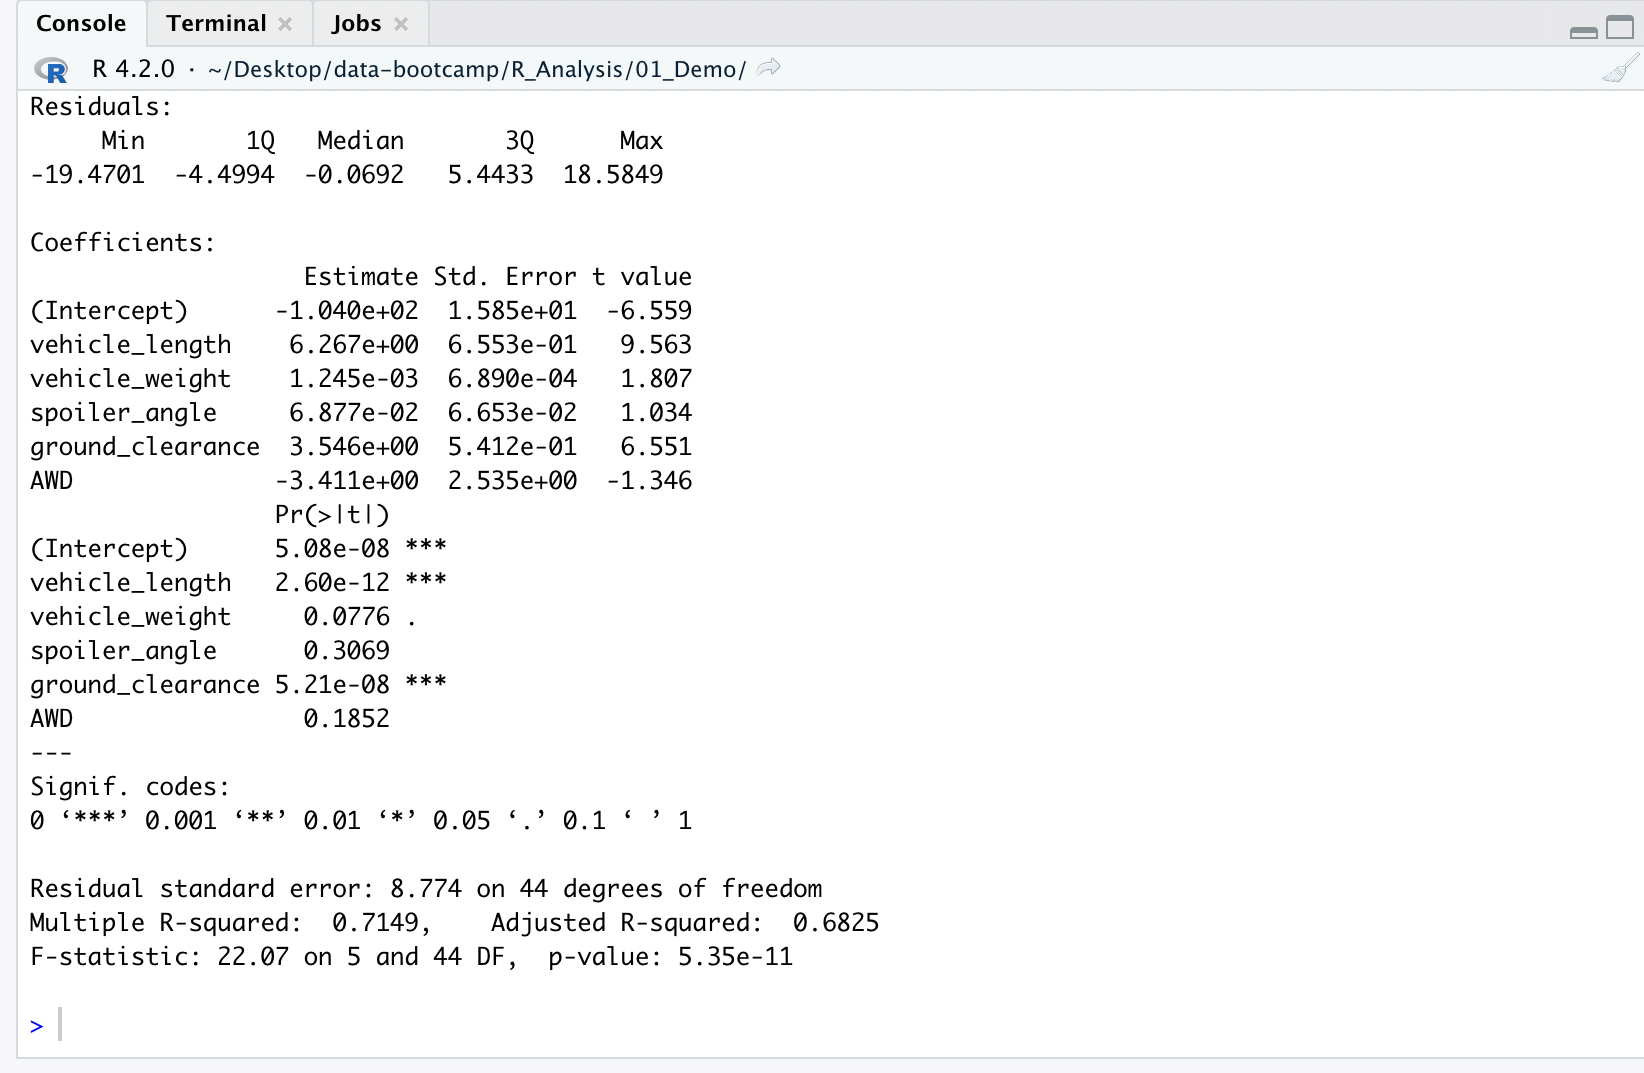 Console Terminal Jobs
R 4.2.0 · ~/Desktop/data-bootcamp/R_Analysis/01_Demo/
Residuals:
     Min       1Q   Median       3Q      Max
-19.4701  -4.4994  -0.0692   5.4433  18.5849

Coefficients:
                   Estimate Std. Error t value
(Intercept)      -1.040e+02  1.585e+01  -6.559
vehicle_length    6.267e+00  6.553e-01   9.563
vehicle_weight    1.245e-03  6.890e-04   1.807
spoiler_angle     6.877e-02  6.653e-02   1.034
ground_clearance  3.546e+00  5.412e-01   6.551
AWD              -3.411e+00  2.535e+00  -1.346
                 Pr(>|t|)
(Intercept)      5.08e-08 ***
vehicle_length   2.60e-12 ***
vehicle_weight     0.0776 .
spoiler_angle      0.3069
ground_clearance 5.21e-08 ***
AWD                0.1852
---
Signif. codes:
0 ‘***’ 0.001 ‘**’ 0.01 ‘*’ 0.05 ‘.’ 0.1 ‘ ’ 1

Residual standard error: 8.774 on 44 degrees of freedom
Multiple R-squared:  0.7149,    Adjusted R-squared:  0.6825
F-statistic: 22.07 on 5 and 44 DF,  p-value: 5.35e-11

>